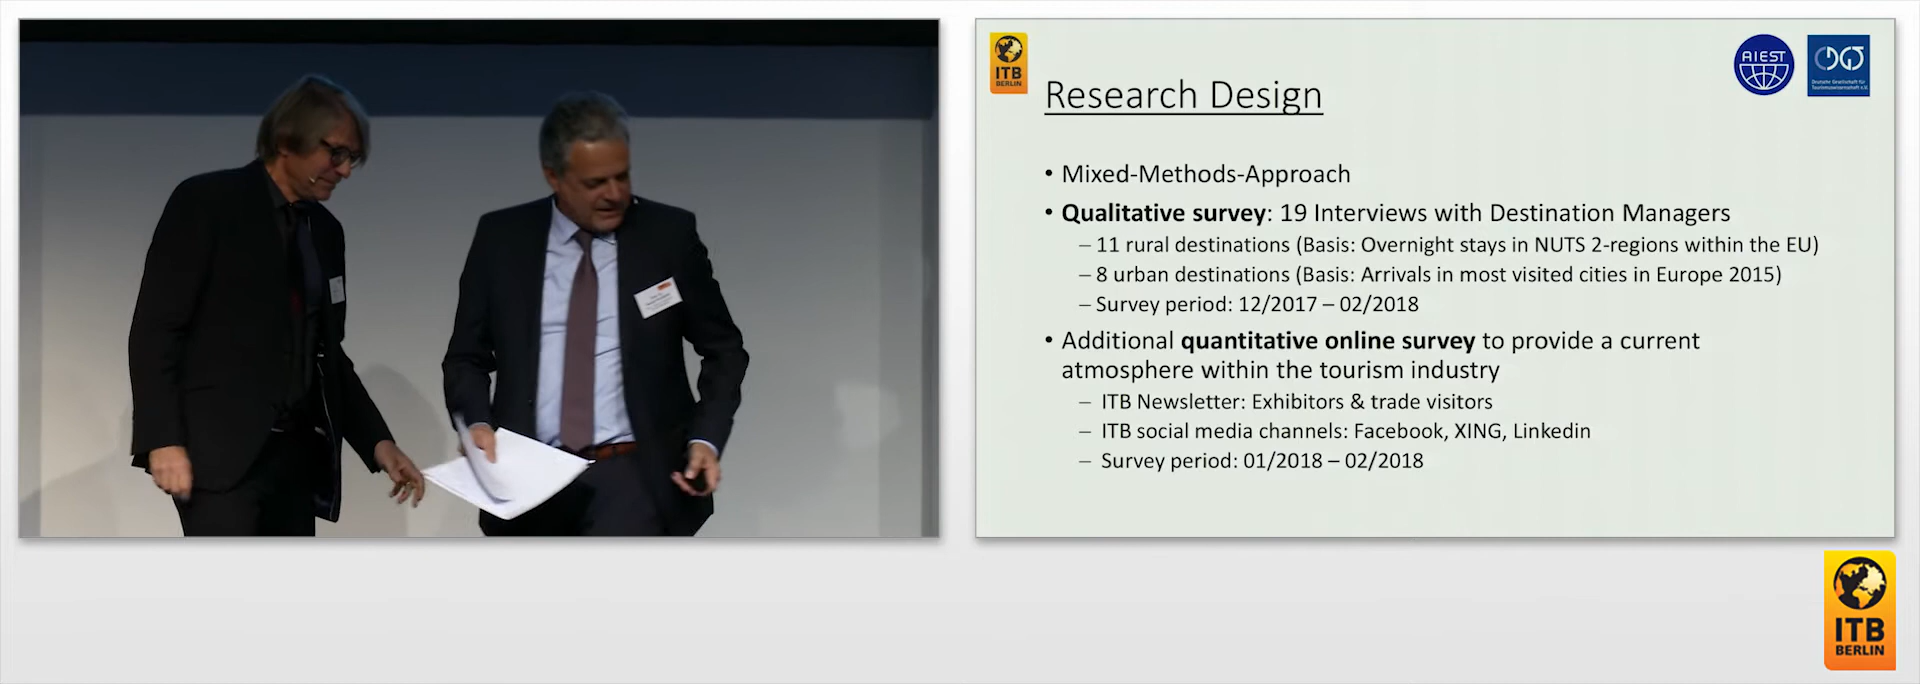 ITB
BERLIN
AIEST
Research Design
• Mixed-Methods-Approach
• Qualitative survey: 19 Interviews with Destination Managers
– 11 rural destinations (Basis: Overnight stays in NUTS 2-regions within the EU)
– 8 urban destinations (Basis: Arrivals in most visited cities in Europe 2015)
– Survey period: 12/2017 – 02/2018
• Additional quantitative online survey to provide a current
atmosphere within the tourism industry
– ITB Newsletter: Exhibitors & trade visitors
– ITB social media channels: Facebook, XING, Linkedin
– Survey period: 01/2018 – 02/2018
ITB
BERLIN